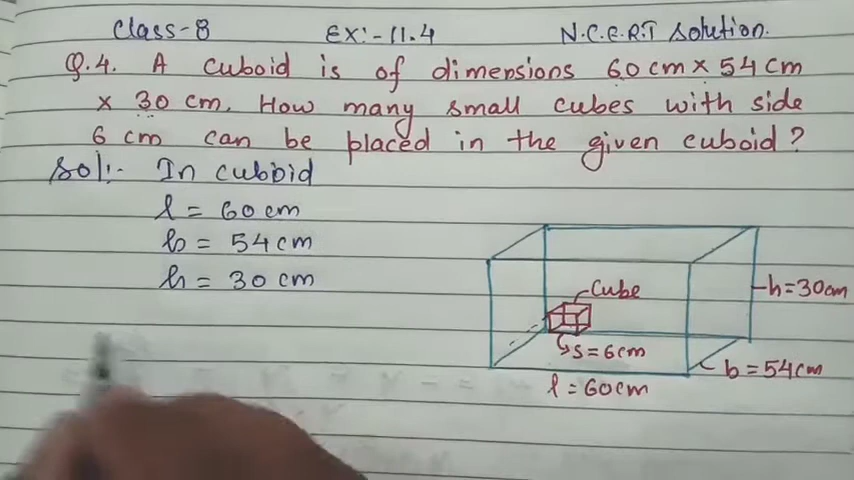 Class-8 EX:-11.4 N.C.E.R.T Solution.
Q.4. A cuboid is of dimensions 60 cm × 54 cm
× 30 cm. How many small cubes with side
6 cm can be placed in the given cuboid?
Sol:- In cuboid
l = 60 cm
b = 54 cm
h = 30 cm
Cube
h = 30cm
s = 6cm
b = 54cm
l = 60cm